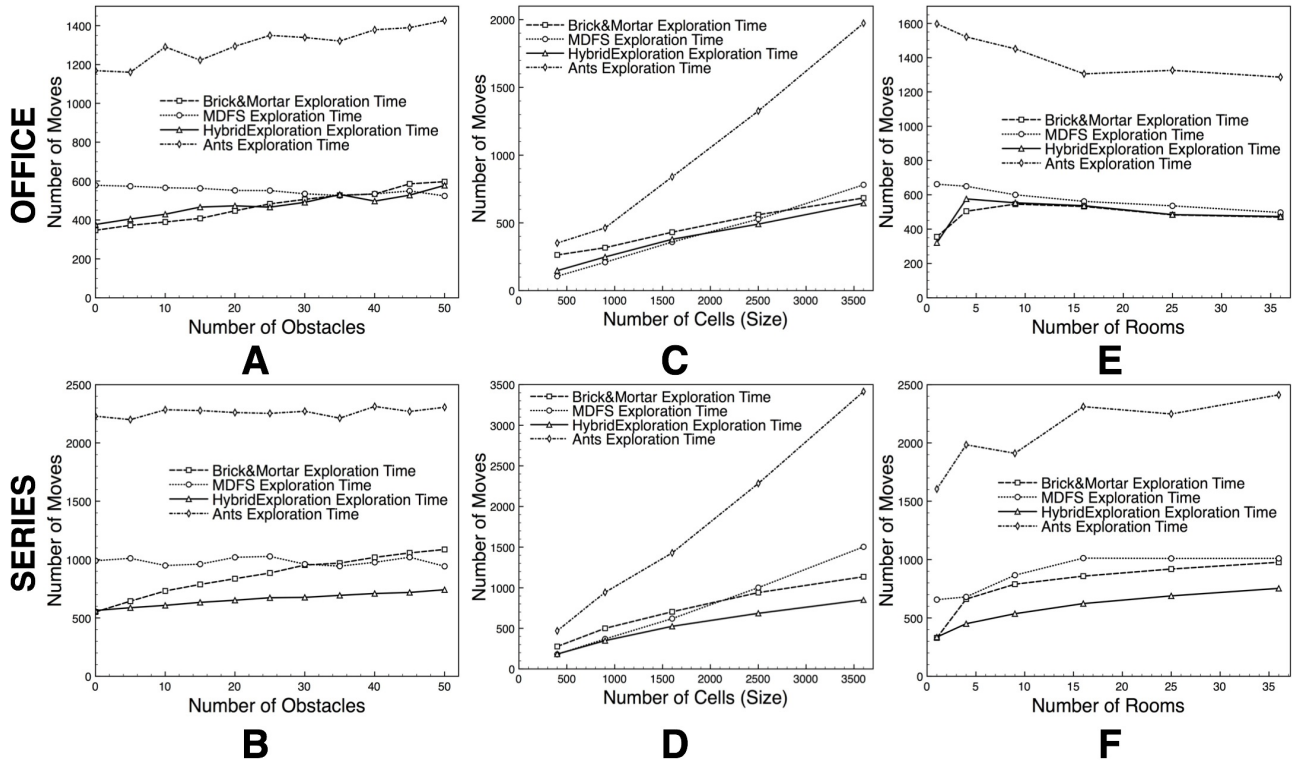 OFFICE
Number of Moves
1400
1200
1000
800
600
400
200
0
Brick&Mortar Exploration Time
MDFS Exploration Time
HybridExploration Exploration Time
Ants Exploration Time
0 10 20 30 40 50
Number of Obstacles
A
Number of Moves
2000
1500
1000
500
0
Brick&Mortar Exploration Time
MDFS Exploration Time
HybridExploration Exploration Time
Ants Exploration Time
0 500 1000 1500 2000 2500 3000 3500
Number of Cells (Size)
C
Number of Moves
1600
1400
1200
1000
800
600
400
200
0
Brick&Mortar Exploration Time
MDFS Exploration Time
HybridExploration Exploration Time
Ants Exploration Time
0 5 10 15 20 25 30 35
Number of Rooms
E
SERIES
Number of Moves
2500
2000
1500
1000
500
0
Brick&Mortar Exploration Time
MDFS Exploration Time
HybridExploration Exploration Time
Ants Exploration Time
0 10 20 30 40 50
Number of Obstacles
B
Number of Moves
3500
3000
2500
2000
1500
1000
500
0
Brick&Mortar Exploration Time
MDFS Exploration Time
HybridExploration Exploration Time
Ants Exploration Time
0 500 1000 1500 2000 2500 3000 3500
Number of Cells (Size)
D
Number of Moves
2500
2000
1500
1000
500
0
Brick&Mortar Exploration Time
MDFS Exploration Time
HybridExploration Exploration Time
Ants Exploration Time
0 5 10 15 20 25 30 35
Number of Rooms
F